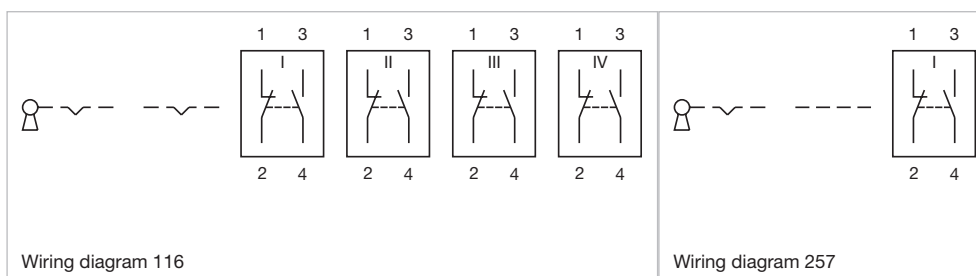 1 3 1 3 1 3 1 3
I II III IV
2 4 2 4 2 4 2 4
Wiring diagram 116
1 3
I
2 4
Wiring diagram 257